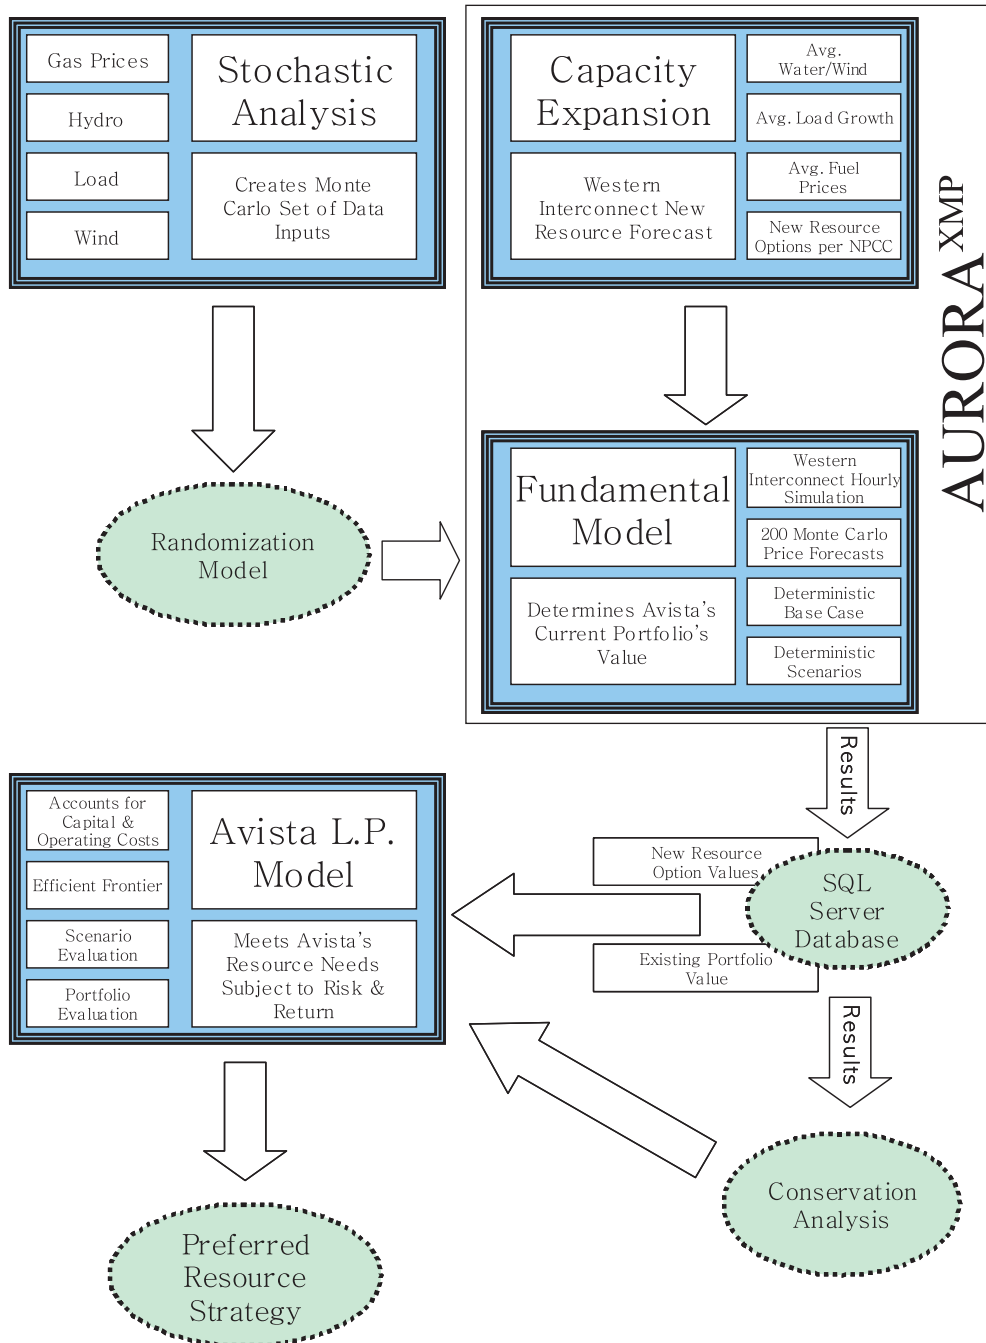 Gas Prices
Hydro
Load
Wind
Stochastic
Analysis
Creates Monte
Carlo Set of Data
Inputs
Capacity
Expansion
Western
Interconnect New
Resource Forecast
Avg.
Water/Wind
Avg. Load Growth
Avg. Fuel
Prices
New Resource
Options per NPCC
AURORA XMP
Randomization
Model
Fundamental
Model
Determines Avista's
Current Portfolio's
Value
Western
Interconnect Hourly
Simulation
200 Monte Carlo
Price Forecasts
Deterministic
Base Case
Deterministic
Scenarios
Results
Accounts for
Capital &
Operating Costs
Efficient Frontier
Scenario
Evaluation
Portfolio
Evaluation
Avista L.P.
Model
Meets Avista's
Resource Needs
Subject to Risk &
Return
New Resource
Option Values
Existing Portfolio
Value
SQL
Server
Database
Results
Conservation
Analysis
Preferred
Resource
Strategy